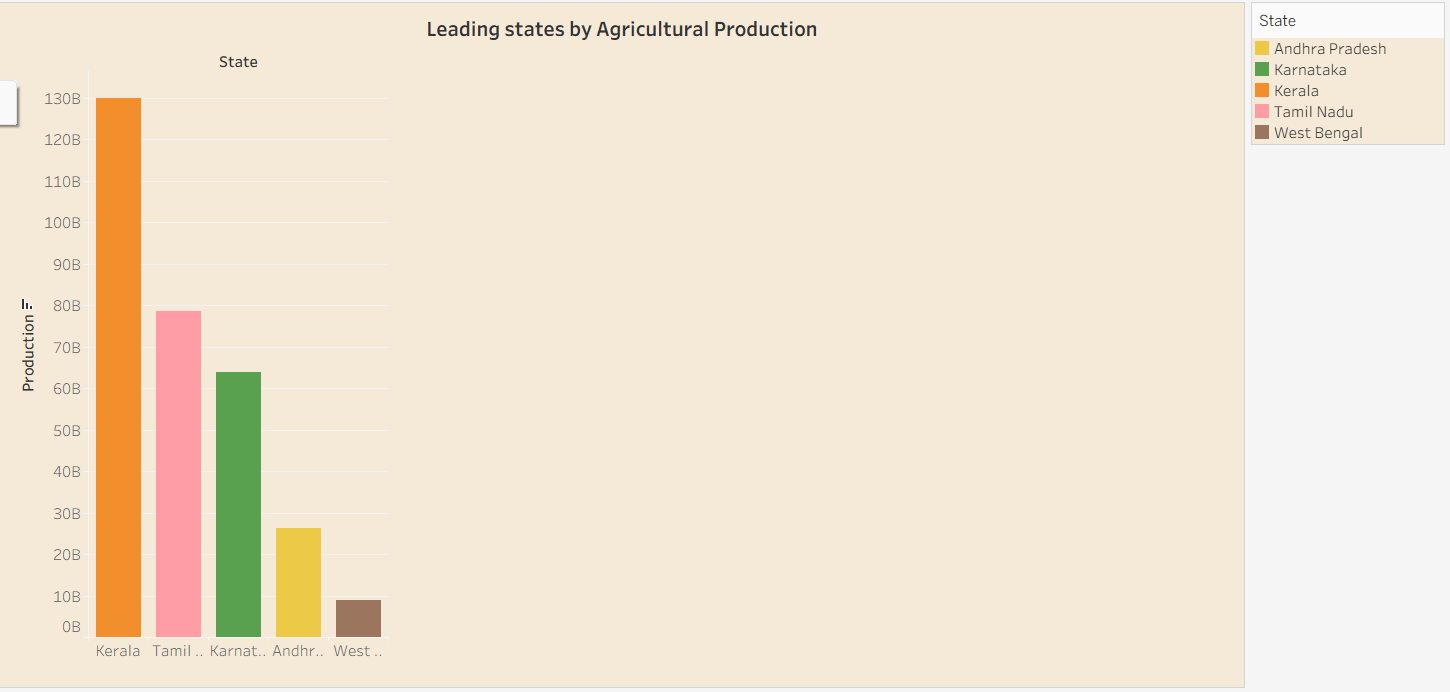 Leading states by Agricultural Production
State
130B
120B
110B
100B
90B
80B
70B
60B
50B
40B
30B
20B
10B
0B
Production
Kerala Tamil .. Karnat.. Andhr.. West ..
State
Andhra Pradesh
Karnataka
Kerala
Tamil Nadu
West Bengal